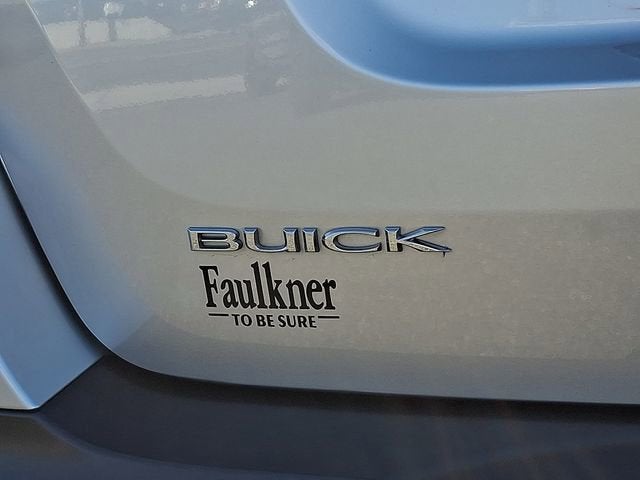 BUICK
Faulkner
TO BE SURE